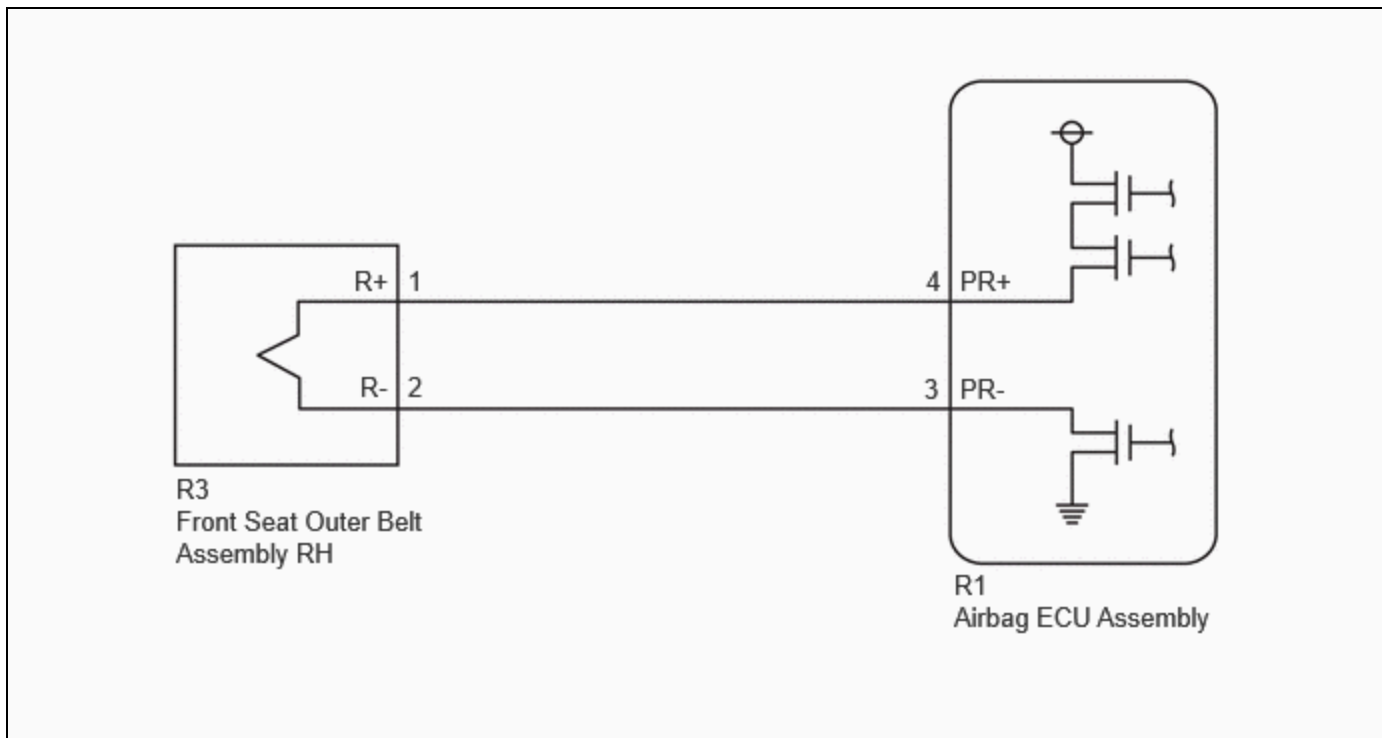 R+ 1
4 PR+
R- 2
3 PR-
R3
Front Seat Outer Belt
Assembly RH
R1
Airbag ECU Assembly